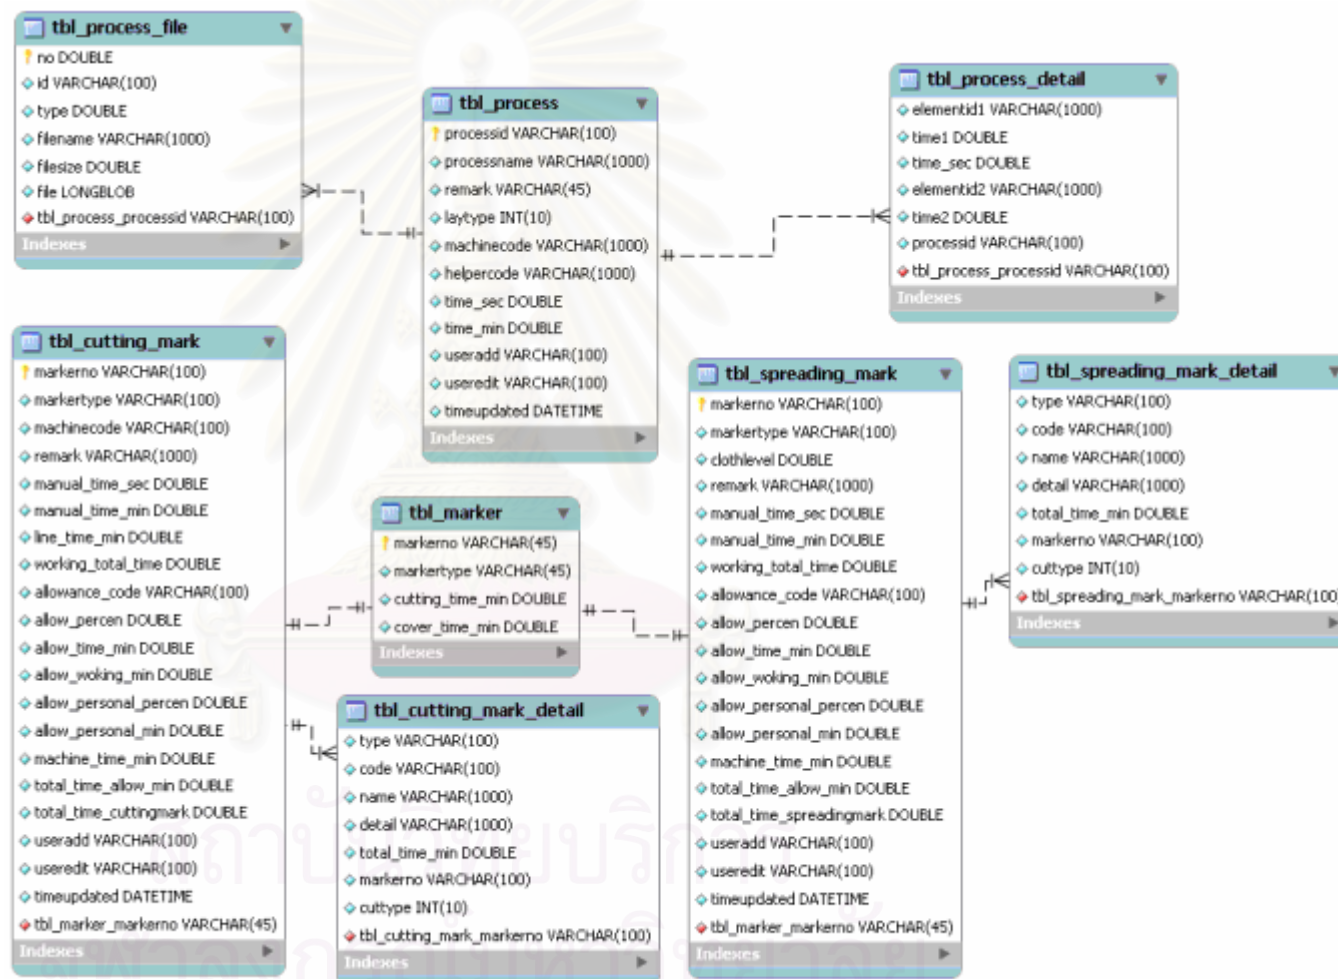 tbl_process_file
no DOUBLE
id VARCHAR(100)
type DOUBLE
filename VARCHAR(1000)
filesize DOUBLE
file LONGBLOB
tbl_process_processid VARCHAR(100)
Indexes
tbl_process
processid VARCHAR(100)
processname VARCHAR(1000)
remark VARCHAR(45)
laytype INT(10)
machinecode VARCHAR(1000)
helpercode VARCHAR(1000)
time_sec DOUBLE
time_min DOUBLE
useradd VARCHAR(100)
useredit VARCHAR(100)
timeupdated DATETIME
Indexes
tbl_process_detail
elementid1 VARCHAR(1000)
time1 DOUBLE
time_sec DOUBLE
elementid2 VARCHAR(1000)
time2 DOUBLE
processid VARCHAR(100)
tbl_process_processid VARCHAR(100)
Indexes
tbl_cutting_mark
markerno VARCHAR(100)
markertype VARCHAR(100)
machinecode VARCHAR(100)
remark VARCHAR(1000)
manual_time_sec DOUBLE
manual_time_min DOUBLE
line_time_min DOUBLE
working_total_time DOUBLE
allowance_code VARCHAR(100)
allow_percen DOUBLE
allow_time_min DOUBLE
allow_woking_min DOUBLE
allow_personal_percen DOUBLE
allow_personal_min DOUBLE
machine_time_min DOUBLE
total_time_allow_min DOUBLE
total_time_cuttingmark DOUBLE
useradd VARCHAR(100)
useredit VARCHAR(100)
timeupdated DATETIME
tbl_marker_markerno VARCHAR(45)
Indexes
tbl_marker
markerno VARCHAR(45)
markertype VARCHAR(45)
cutting_time_min DOUBLE
cover_time_min DOUBLE
Indexes
tbl_cutting_mark_detail
type VARCHAR(100)
code VARCHAR(100)
name VARCHAR(1000)
detail VARCHAR(1000)
total_time_min DOUBLE
markerno VARCHAR(100)
cuttype INT(10)
tbl_cutting_mark_markerno VARCHAR(100)
Indexes
tbl_spreading_mark
markerno VARCHAR(100)
markertype VARCHAR(100)
clothlevel DOUBLE
remark VARCHAR(1000)
manual_time_sec DOUBLE
manual_time_min DOUBLE
working_total_time DOUBLE
allowance_code VARCHAR(100)
allow_percen DOUBLE
allow_time_min DOUBLE
allow_woking_min DOUBLE
allow_personal_percen DOUBLE
allow_personal_min DOUBLE
machine_time_min DOUBLE
total_time_allow_min DOUBLE
total_time_spreadingmark DOUBLE
useradd VARCHAR(100)
useredit VARCHAR(100)
timeupdated DATETIME
tbl_marker_markerno VARCHAR(45)
Indexes
tbl_spreading_mark_detail
type VARCHAR(100)
code VARCHAR(100)
name VARCHAR(1000)
detail VARCHAR(1000)
total_time_min DOUBLE
markerno VARCHAR(100)
cuttype INT(10)
tbl_spreading_mark_markerno VARCHAR(100)
Indexes